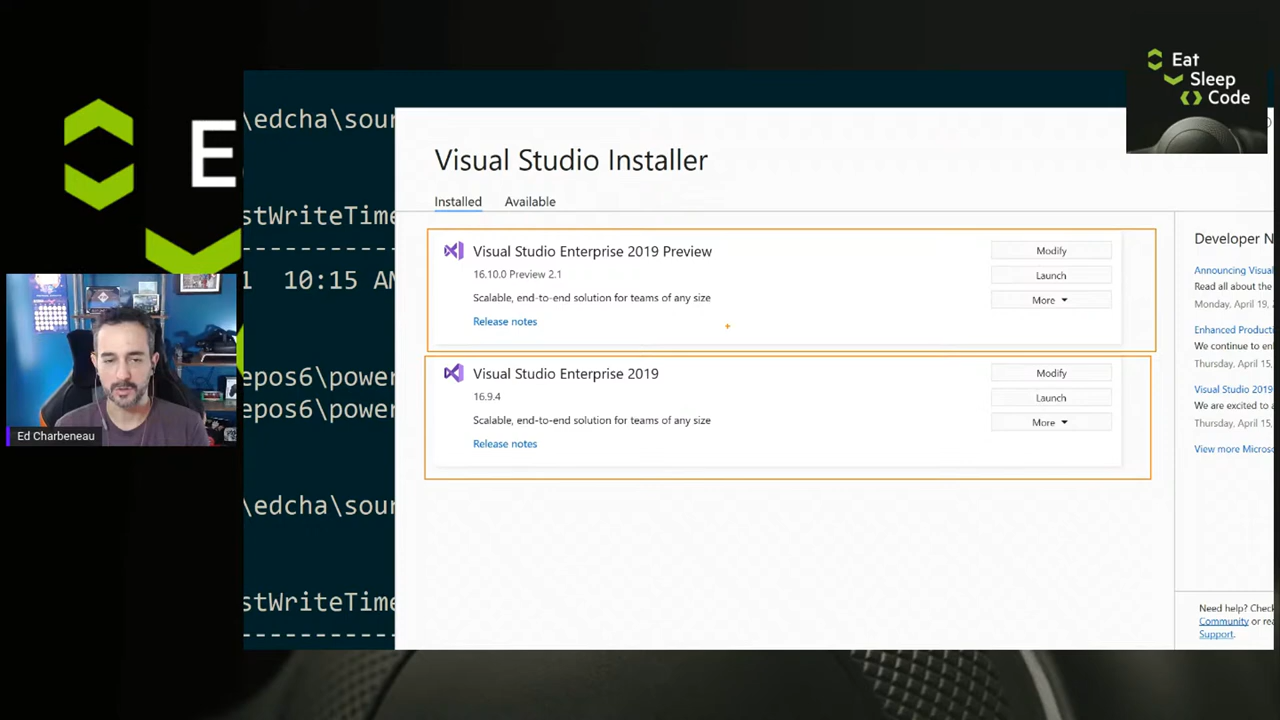 Eat
Sleep
Code
E
\edcha\sour
stWriteTime
1 10:15 AM
epos6\power
epos6\power
\edcha\sour
stWriteTime
Visual Studio Installer
Installed Available
Visual Studio Enterprise 2019 Preview
16.10.0 Preview 2.1
Scalable, end-to-end solution for teams of any size
Release notes
Modify
Launch
More
Visual Studio Enterprise 2019
16.9.4
Scalable, end-to-end solution for teams of any size
Release notes
Modify
Launch
More
Developer N
Announcing Visual
Read all about the
Monday, April 19, 2
Enhanced Producti
We continue to enh
Thursday, April 15,
Visual Studio 2019
We are excited to a
Thursday, April 15,
View more Micros
Need help? Check
Community or rea
Support.
Ed Charbeneau